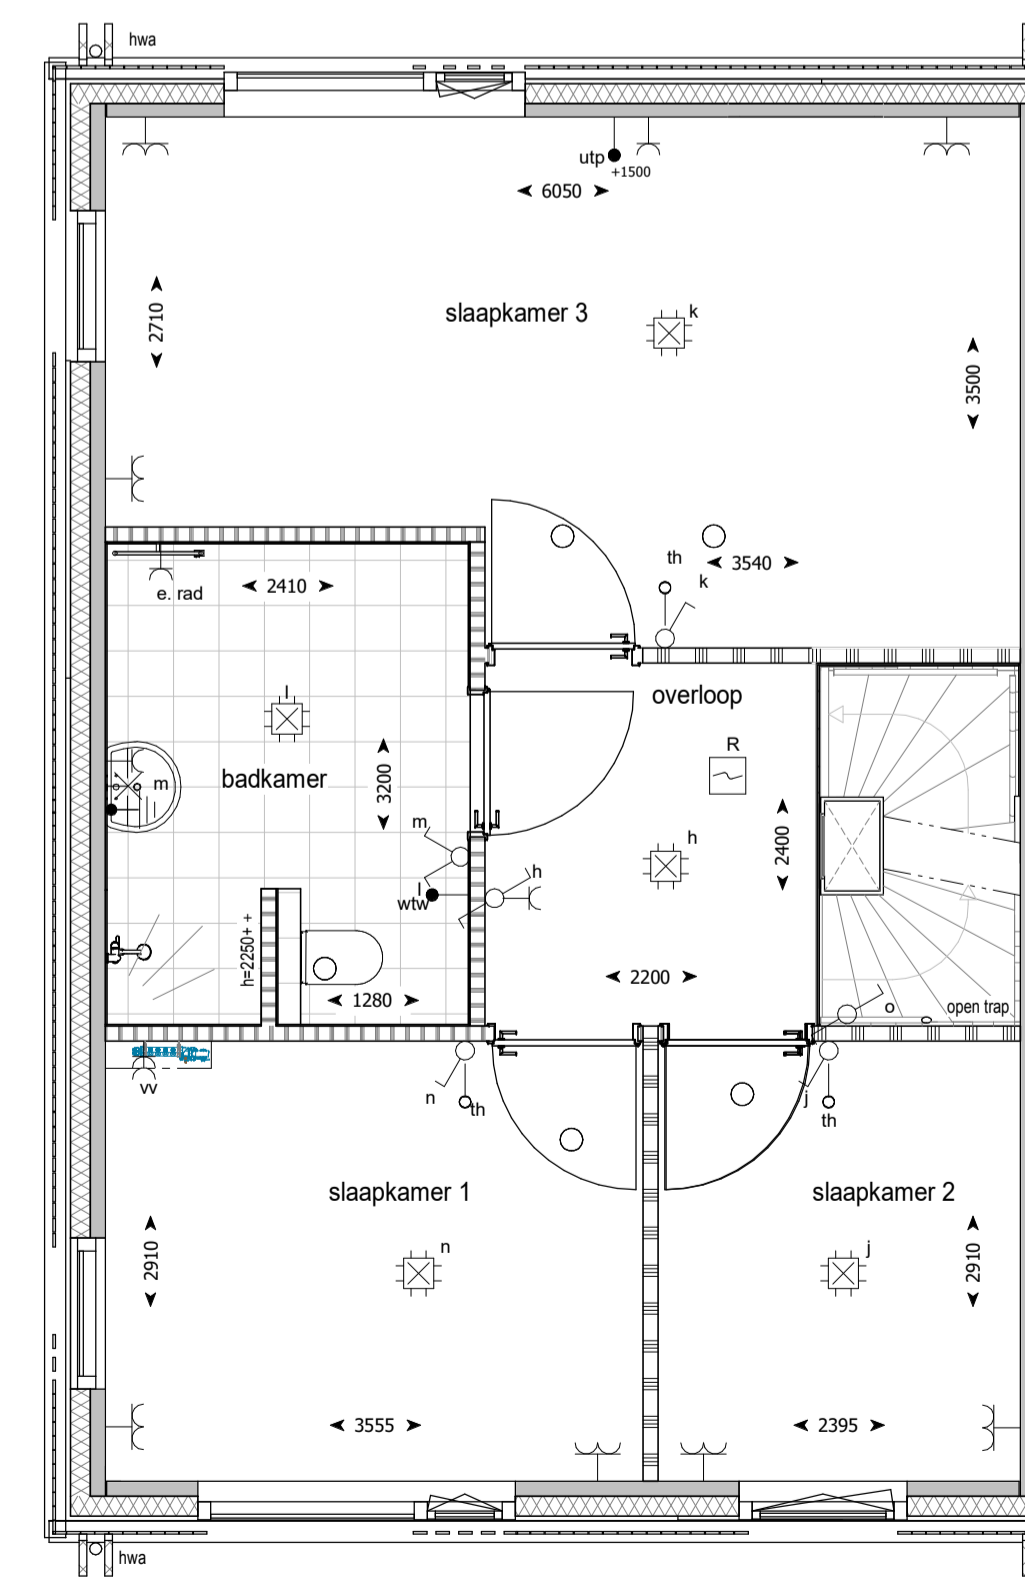 hwa
utp
+1500
6050
slaapkamer 3
k
2710
3500
th
3540
k
e. rad
2410
l
overloop
R
badkamer
m
3200
m
2400
h
h
l
wtw
h=2250+ +
1280
2200
o
open trap
vv
n
th
j
th
slaapkamer 1
slaapkamer 2
2910
n
j
2910
3555
2395
hwa